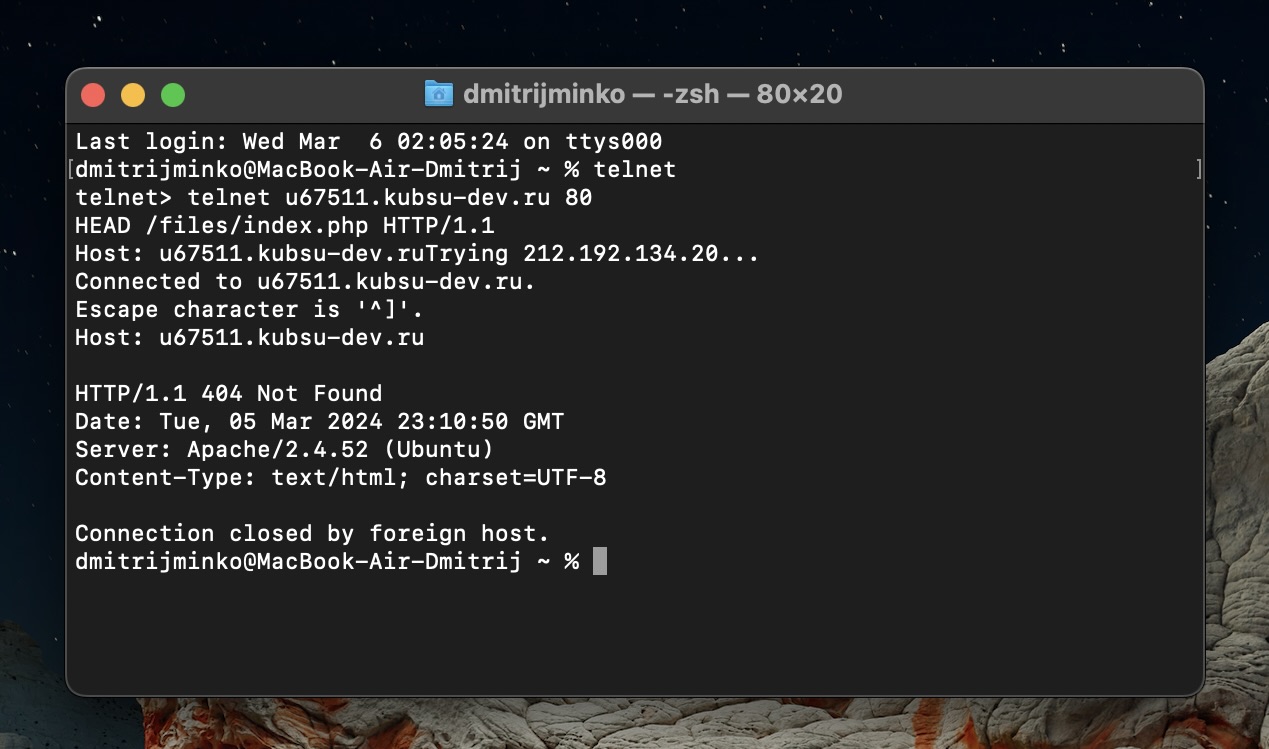 dmitrijminko — -zsh — 80×20
Last login: Wed Mar  6 02:05:24 on ttys000
[dmitrijminko@MacBook-Air-Dmitrij ~ % telnet ]
telnet> telnet u67511.kubsu-dev.ru 80
HEAD /files/index.php HTTP/1.1
Host: u67511.kubsu-dev.ruTrying 212.192.134.20...
Connected to u67511.kubsu-dev.ru.
Escape character is '^]'.
Host: u67511.kubsu-dev.ru

HTTP/1.1 404 Not Found
Date: Tue, 05 Mar 2024 23:10:50 GMT
Server: Apache/2.4.52 (Ubuntu)
Content-Type: text/html; charset=UTF-8

Connection closed by foreign host.
dmitrijminko@MacBook-Air-Dmitrij ~ %